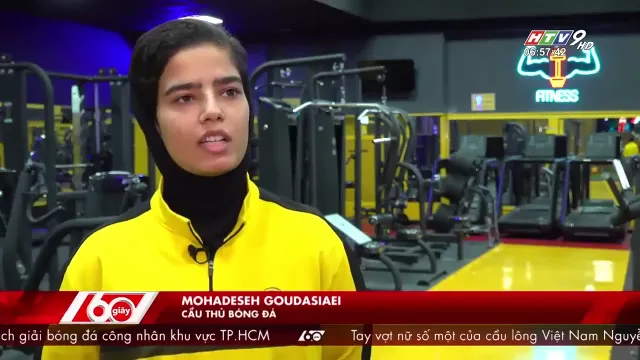 HTV9 HD
06:57:42
FITNESS
MOHADESEH GOUDASIAEI
CẦU THỦ BÓNG ĐÁ
60 giây
ch giải bóng đá công nhân khu vực TP.HCM 60giây Tay vợt nữ số một của cầu lông Việt Nam Nguyễ